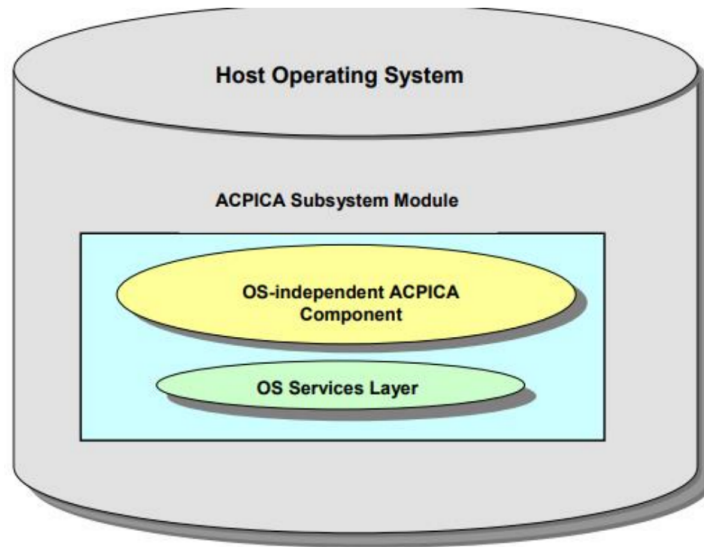 Host Operating System
ACPICA Subsystem Module
OS-independent ACPICA
Component
OS Services Layer